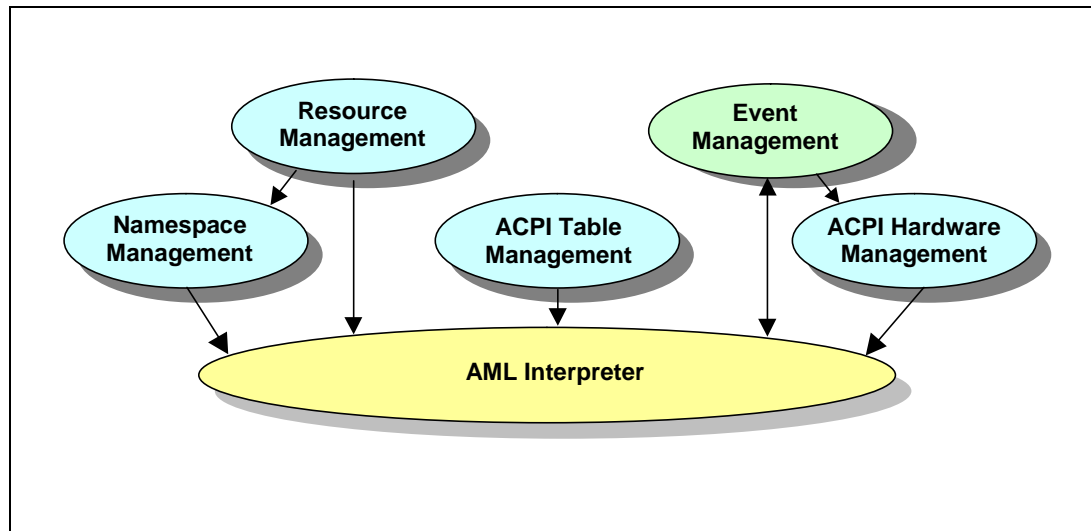 Resource
Management
Event
Management
Namespace
Management
ACPI Table
Management
ACPI Hardware
Management
AML Interpreter